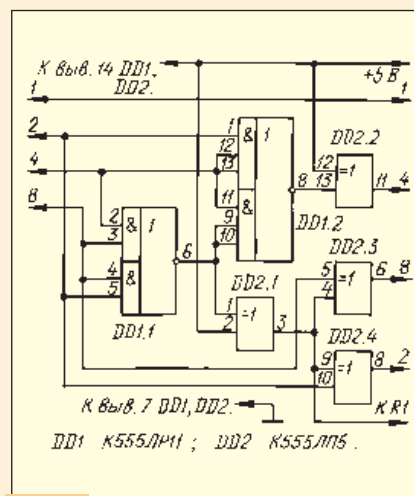 К выв. 14 DD1, +5 В
DD2.
1 1
2
4
8
1 & 1
12
13
11 &
9
10
8
DD1.2
DD2.2
12 =1
13
11 4
2 & 1
3
4 &
5
6
DD1.1
DD2.1
1 =1
2
3
DD2.3
5 =1
4
6 8
DD2.4
9 =1
10
8 2
К R1
К выв. 7 DD1, DD2.
DD1 К555ЛР11 ; DD2 К555ЛП5 .